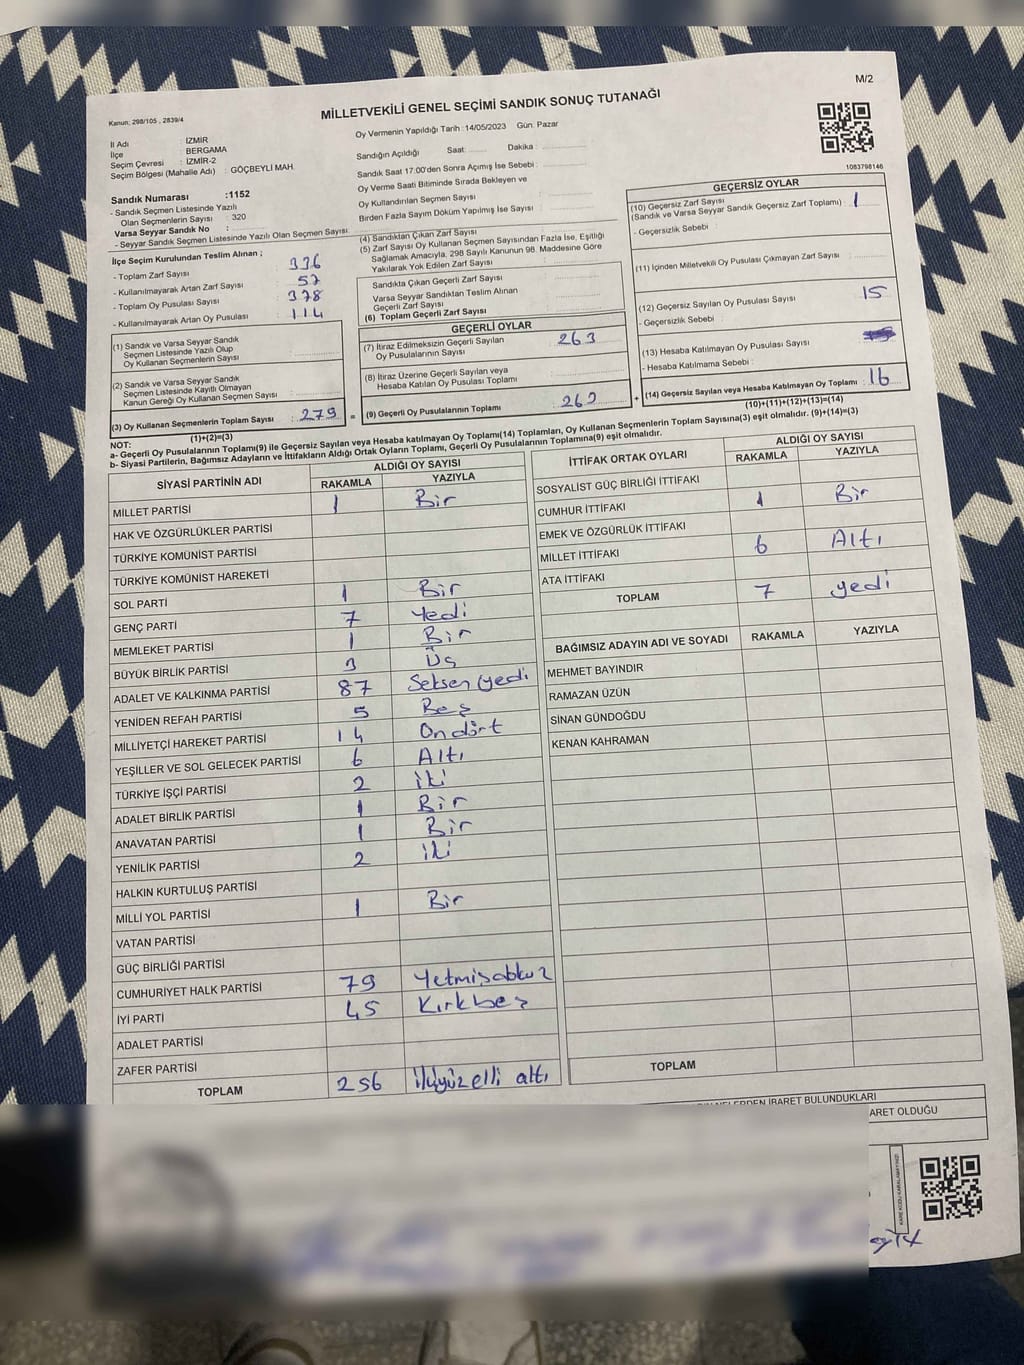 M/2
MİLLETVEKİLİ GENEL SEÇİMİ SANDIK SONUÇ TUTANAĞI
Kanun; 298/105 , 2839/4
İl Adı : İZMİR
İlçe : BERGAMA
Seçim Çevresi : İZMİR-2
Seçim Bölgesi (Mahalle Adı) : GÖÇBEYLİ MAH.
Sandık Numarası :1152
- Sandık Seçmen Listesinde Yazılı
Olan Seçmenlerin Sayısı : 320
Varsa Seyyar Sandık No :
- Seyyar Sandık Seçmen Listesinde Yazılı Olan Seçmen Sayısı
Oy Vermenin Yapıldığı Tarih :14/05/2023 Gün: Pazar
Sandığın Açıldığı Saat: Dakika :
Sandık Saat 17:00'den Sonra Açımış İse Sebebi :
Oy Verme Saati Bitiminde Sırada Bekleyen ve
Oy Kullandırılan Seçmen Sayısı
Birden Fazla Sayım Döküm Yapılmış İse Sayısı :
1083798146
İlçe Seçim Kurulundan Teslim Alınan ;
- Toplam Zarf Sayısı : 336
- Kullanılmayarak Artan Zarf Sayısı : 57
- Toplam Oy Pusulası Sayısı : 378
- Kullanılmayarak Artan Oy Pusulası : 114
(1) Sandık ve Varsa Seyyar Sandık
Seçmen Listesinde Yazılı Olup
Oy Kullanan Seçmenlerin Sayısı :
(2) Sandık ve Varsa Seyyar Sandık
Seçmen Listesinde Kayıtlı Olmayan
Kanun Gereği Oy Kullanan Seçmen Sayısı :
(3) Oy Kullanan Seçmenlerin Toplam Sayısı : 279
(1)+(2)=(3)
(4) Sandıktan Çıkan Zarf Sayısı
(5) Zarf Sayısı Oy Kullanan Seçmen Sayısından Fazla İse, Eşitliği
Sağlamak Amacıyla, 298 Sayılı Kanunun 98. Maddesine Göre
Yakılarak Yok Edilen Zarf Sayısı
Sandıkta Çıkan Geçerli Zarf Sayısı
Varsa Seyyar Sandıktan Teslim Alınan
Geçerli Zarf Sayısı
(6) Toplam Geçerli Zarf Sayısı
GEÇERLİ OYLAR
(7) İtiraz Edilmeksizin Geçerli Sayılan
Oy Pusulalarının Sayısı : 263
(8) İtiraz Üzerine Geçerli Sayılan veya
Hesaba Katılan Oy Pusulası Toplamı :
= (9) Geçerli Oy Pusulalarının Toplamı 263 +
GEÇERSİZ OYLAR
(10) Geçersiz Zarf Sayısı
(Sandık ve Varsa Seyyar Sandık Geçersiz Zarf Toplamı) : 1
- Geçersizlik Sebebi :
(11) İçinden Milletvekili Oy Pusulası Çıkmayan Zarf Sayısı :
(12) Geçersiz Sayılan Oy Pusulası Sayısı : 15
- Geçersizlik Sebebi :
(13) Hesaba Katılmayan Oy Pusulası Sayısı :
- Hesaba Katılmama Sebebi :
(14) Geçersiz Sayılan veya Hesaba Katılmayan Oy Toplamı : 16
(10)+(11)+(12)+(13)=(14)
NOT:
a- Geçerli Oy Pusulalarının Toplamı(9) ile Geçersiz Sayılan veya Hesaba katılmayan Oy Toplamı(14) Toplamları, Oy Kullanan Seçmenlerin Toplam Sayısına(3) eşit olmalıdır. (9)+(14)=(3)
b- Siyasi Partilerin, Bağımsız Adayların ve İttifakların Aldığı Ortak Oyların Toplamı, Geçerli Oy Pusulalarının Toplamına(9) eşit olmalıdır.
SİYASİ PARTİNİN ADI ALDIĞI OY SAYISI
RAKAMLA YAZIYLA
MİLLET PARTİSİ 1 Bir
HAK VE ÖZGÜRLÜKLER PARTİSİ
TÜRKİYE KOMÜNİST PARTİSİ
TÜRKİYE KOMÜNİST HAREKETİ
SOL PARTİ 1 Bir
GENÇ PARTİ 7 Yedi
MEMLEKET PARTİSİ 1 Bir
BÜYÜK BİRLİK PARTİSİ 3 Üç
ADALET VE KALKINMA PARTİSİ 87 Seksen yedi
YENİDEN REFAH PARTİSİ 5 Beş
MİLLİYETÇİ HAREKET PARTİSİ 14 Ondört
YEŞİLLER VE SOL GELECEK PARTİSİ 6 Altı
TÜRKİYE İŞÇİ PARTİSİ 2 iki
ADALET BİRLİK PARTİSİ 1 Bir
ANAVATAN PARTİSİ 1 Bir
YENİLİK PARTİSİ 2 iki
HALKIN KURTULUŞ PARTİSİ
MİLLİ YOL PARTİSİ 1 Bir
VATAN PARTİSİ
GÜÇ BİRLİĞİ PARTİSİ
CUMHURİYET HALK PARTİSİ 79 Yetmişdokuz
İYİ PARTİ 45 Kırkbeş
ADALET PARTİSİ
ZAFER PARTİSİ
TOPLAM 256 ikiyüzelli altı
İTTİFAK ORTAK OYLARI ALDIĞI OY SAYISI
RAKAMLA YAZIYLA
SOSYALİST GÜÇ BİRLİĞİ İTTİFAKI
CUMHUR İTTİFAKI 1 Bir
EMEK VE ÖZGÜRLÜK İTTİFAKI
MİLLET İTTİFAKI 6 Altı
ATA İTTİFAKI
TOPLAM 7 yedi
BAĞIMSIZ ADAYIN ADI VE SOYADI RAKAMLA YAZIYLA
MEHMET BAYINDIR
RAMAZAN ÜZÜN
SİNAN GÜNDOĞDU
KENAN KAHRAMAN
TOPLAM
İBARET BULUNDUKLARI
ARET OLDUĞU
KARE KODU KARALAMAYINIZ!